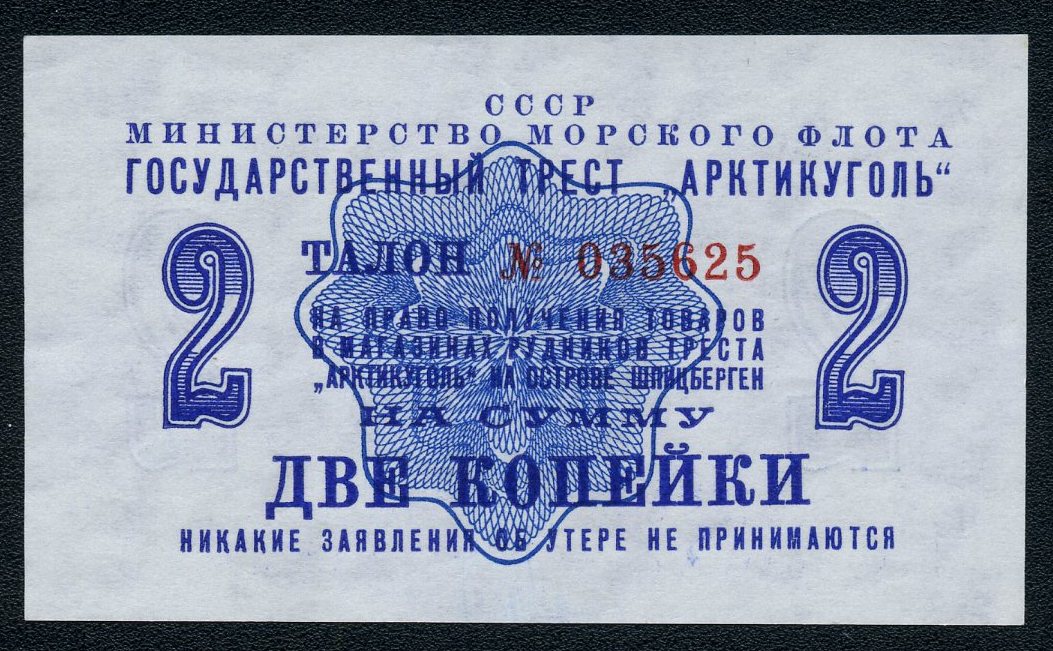 СССР
МИНИСТЕРСТВО МОРСКОГО ФЛОТА
ГОСУДАРСТВЕННЫЙ ТРЕСТ „АРКТИКУГОЛЬ“
2 ТАЛОН № 035625 2
НА ПРАВО ПОЛУЧЕНИЯ ТОВАРОВ
В МАГАЗИНАХ РУДНИКОВ ТРЕСТА
„АРКТИКУГОЛЬ“ НА ОСТРОВЕ ШПИЦБЕРГЕН
НА СУММУ
ДВЕ КОПЕЙКИ
НИКАКИЕ ЗАЯВЛЕНИЯ ОБ УТЕРЕ НЕ ПРИНИМАЮТСЯ